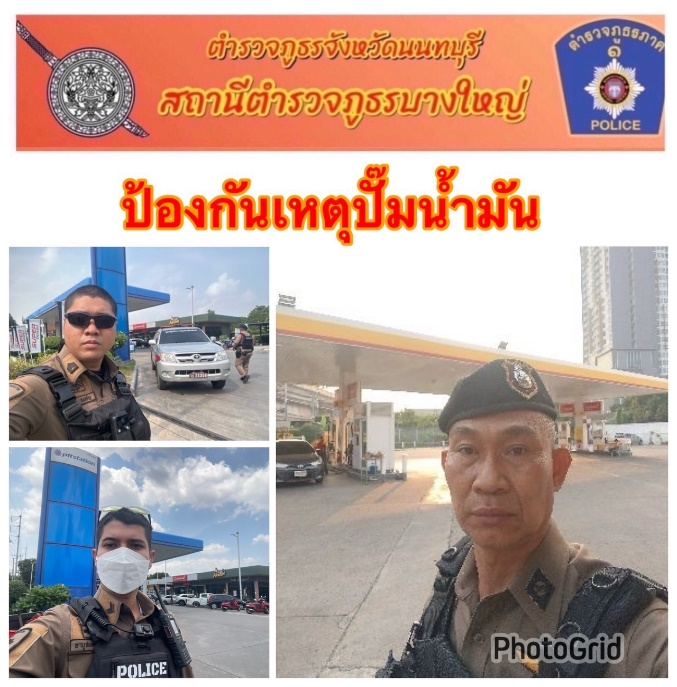 ตำรวจภูธรจังหวัดนนทบุรี
สถานีตำรวจภูธรบางใหญ่
ตำรวจภูธรภาค
๑
POLICE
ป้องกันเหตุปั๊มน้ำมัน
pttstation
POLICE
PhotoGrid